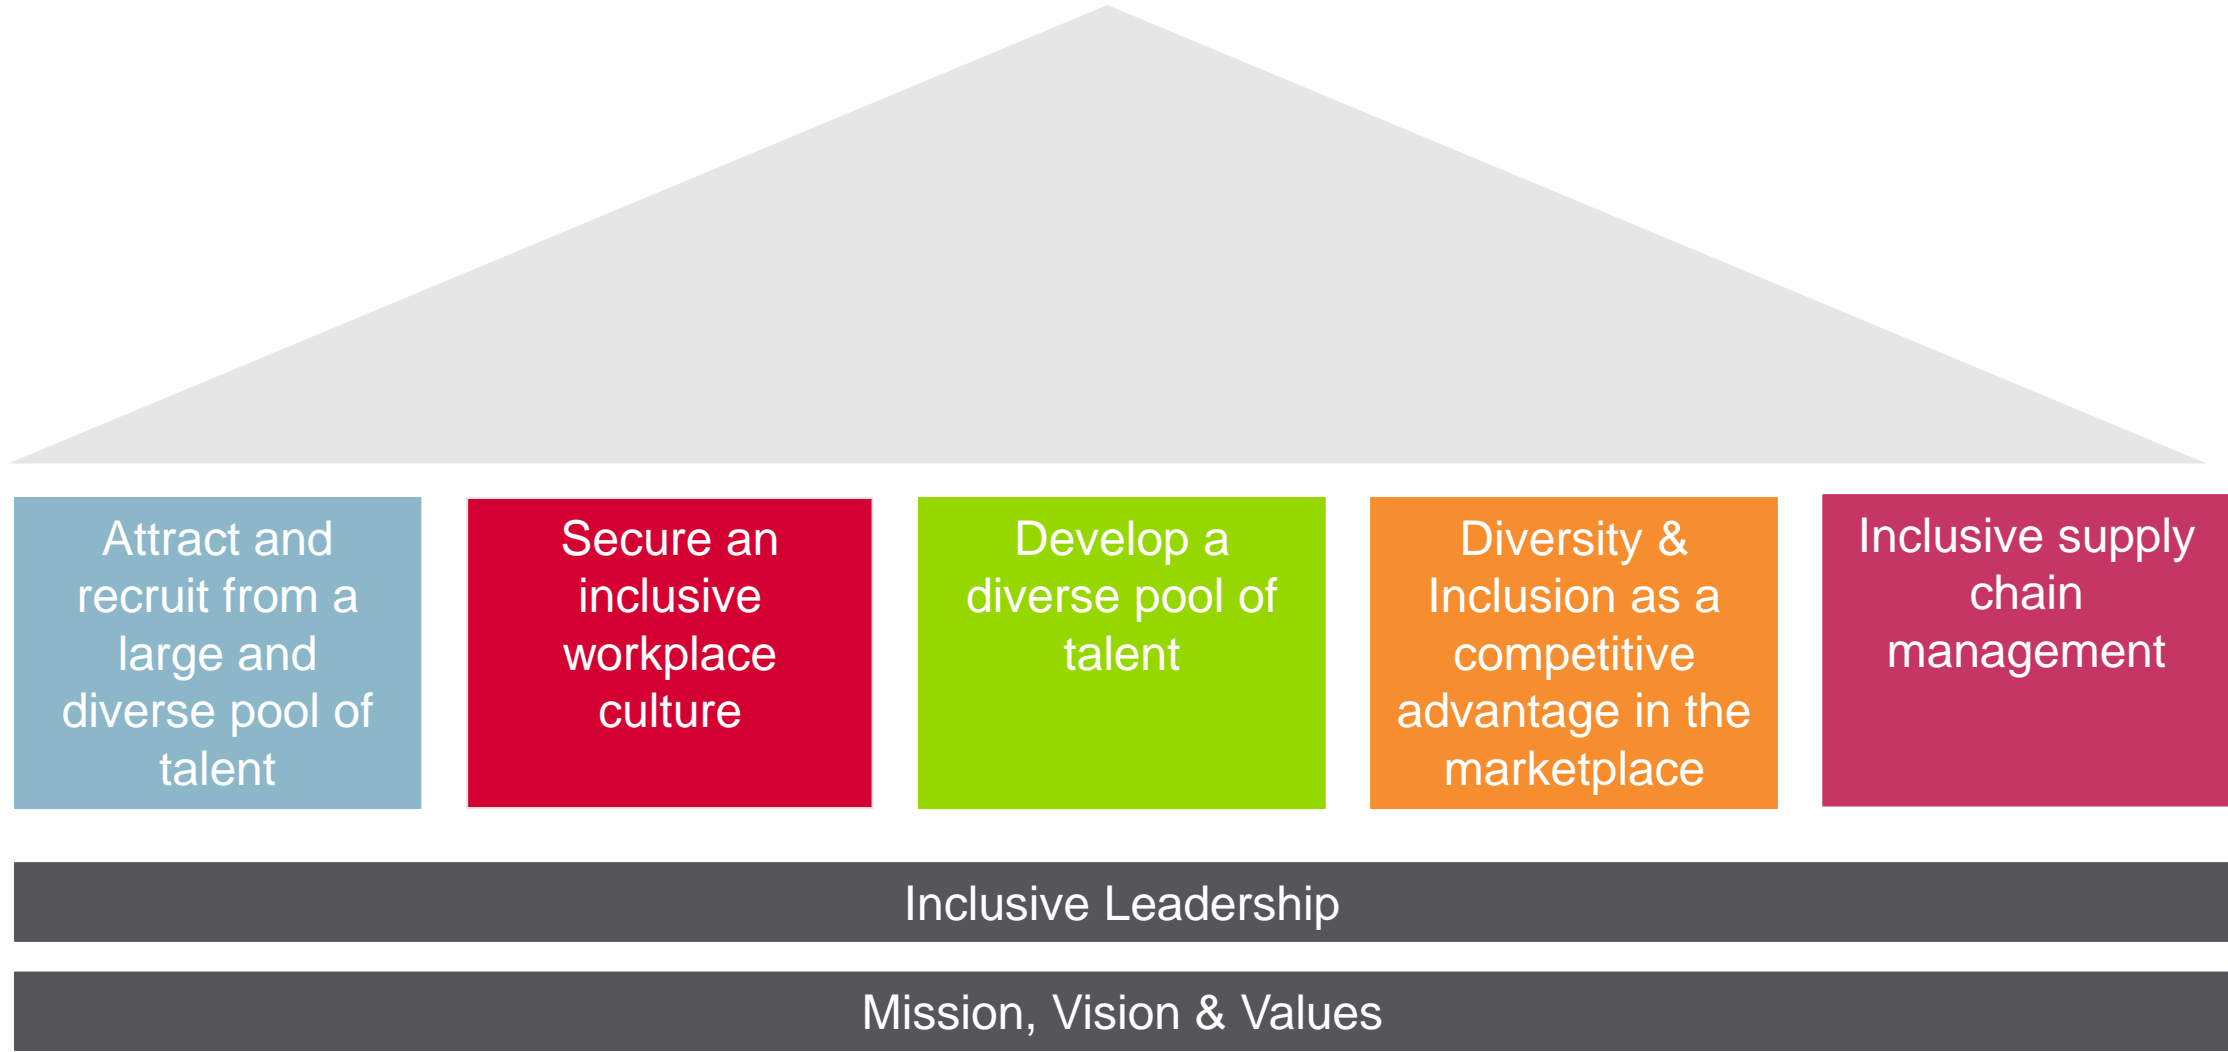 Attract and
recruit from a
large and
diverse pool of
talent
Secure an
inclusive
workplace
culture
Develop a
diverse pool of
talent
Diversity &
Inclusion as a
competitive
advantage in the
marketplace
Inclusive supply
chain
management
Inclusive Leadership
Mission, Vision & Values